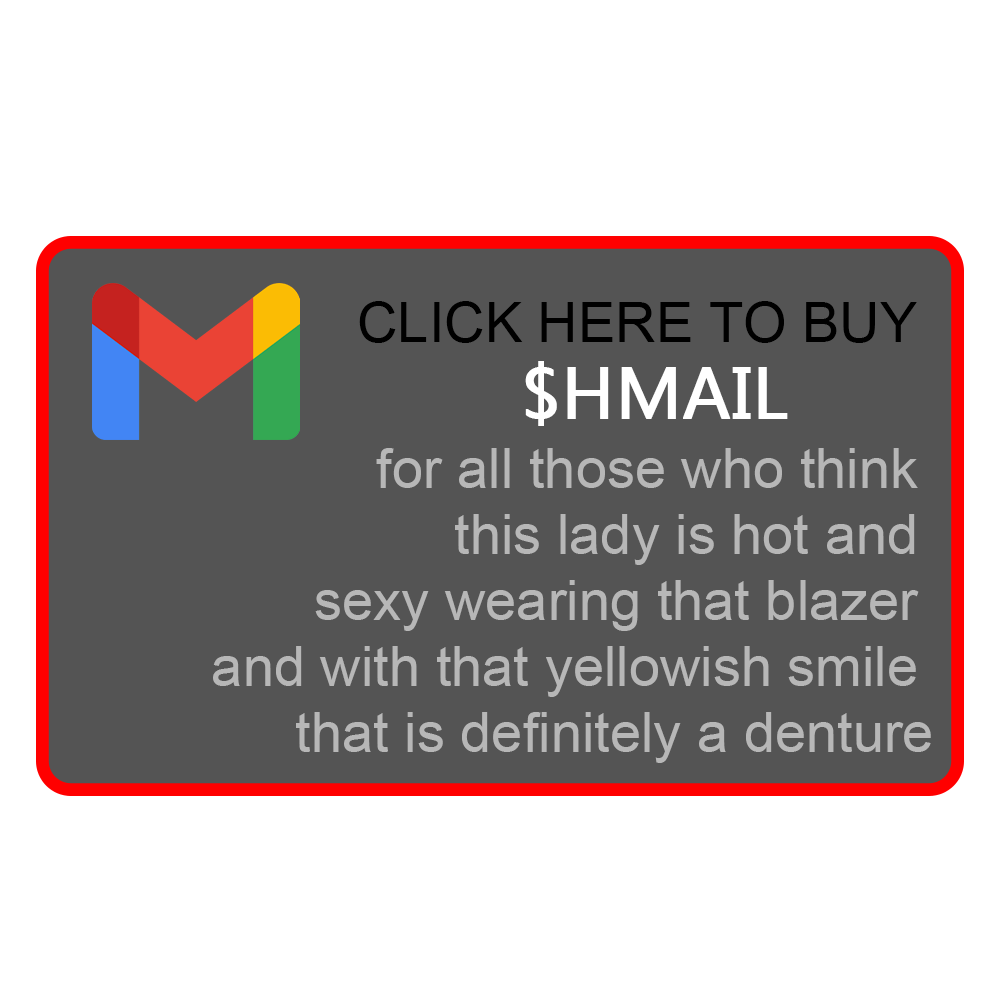 CLICK HERE TO BUY
$HMAIL
for all those who think
this lady is hot and
sexy wearing that blazer
and with that yellowish smile
that is definitely a denture